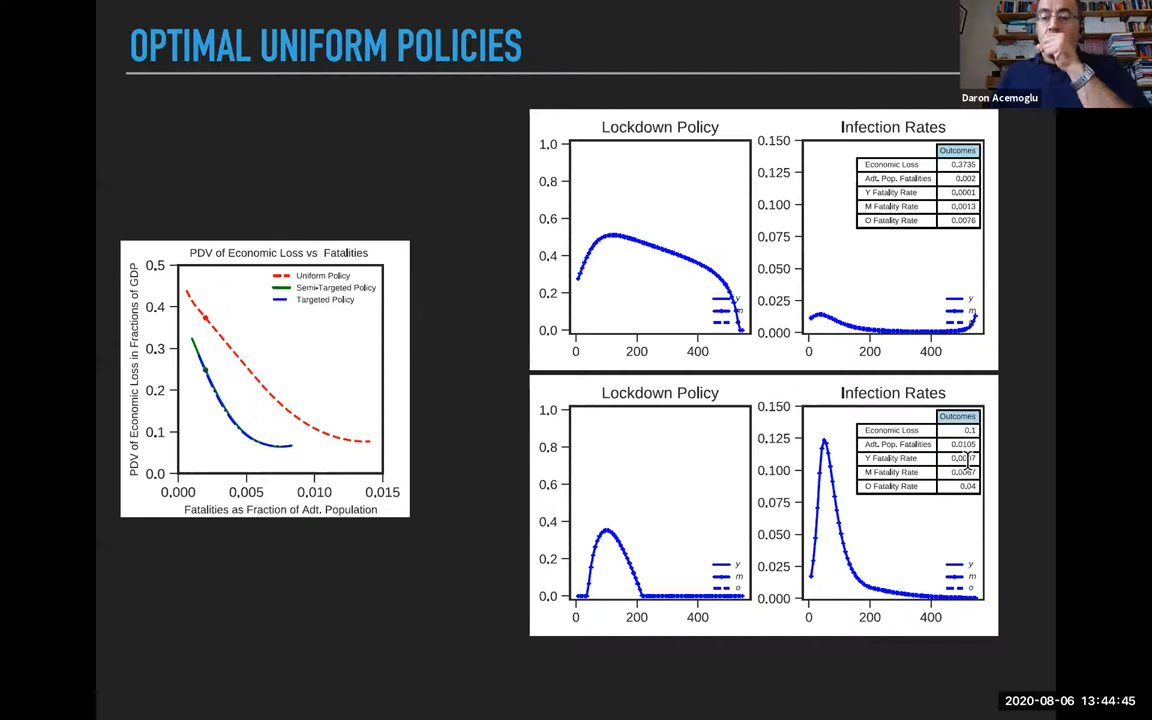 OPTIMAL UNIFORM POLICIES
Daron Acemoglu
PDV of Economic Loss vs Fatalities
PDV of Economic Loss in Fractions of GDP
0.5
0.4
0.3
0.2
0.1
0.0
Uniform Policy
Semi-Targeted Policy
Targeted Policy
0.000 0.005 0.010 0.015
Fatalities as Fraction of Adt. Population
Lockdown Policy
1.0
0.8
0.6
0.4
0.2
0.0
y
m
0 200 400
Infection Rates
0.150
0.125
0.100
0.075
0.050
0.025
0.000
Outcomes
Economic Loss 0.3735
Adt. Pop. Fatalities 0.002
Y Fatality Rate 0.0001
M Fatality Rate 0.0013
O Fatality Rate 0.0076
y
m
0 200 400
Lockdown Policy
1.0
0.8
0.6
0.4
0.2
0.0
y
m
o
0 200 400
Infection Rates
0.150
0.125
0.100
0.075
0.050
0.025
0.000
Outcomes
Economic Loss 0.1
Adt. Pop. Fatalities 0.0105
Y Fatality Rate
M Fatality Rate 0.0067
O Fatality Rate 0.04
y
m
o
0 200 400
2020-08-06 13:44:45